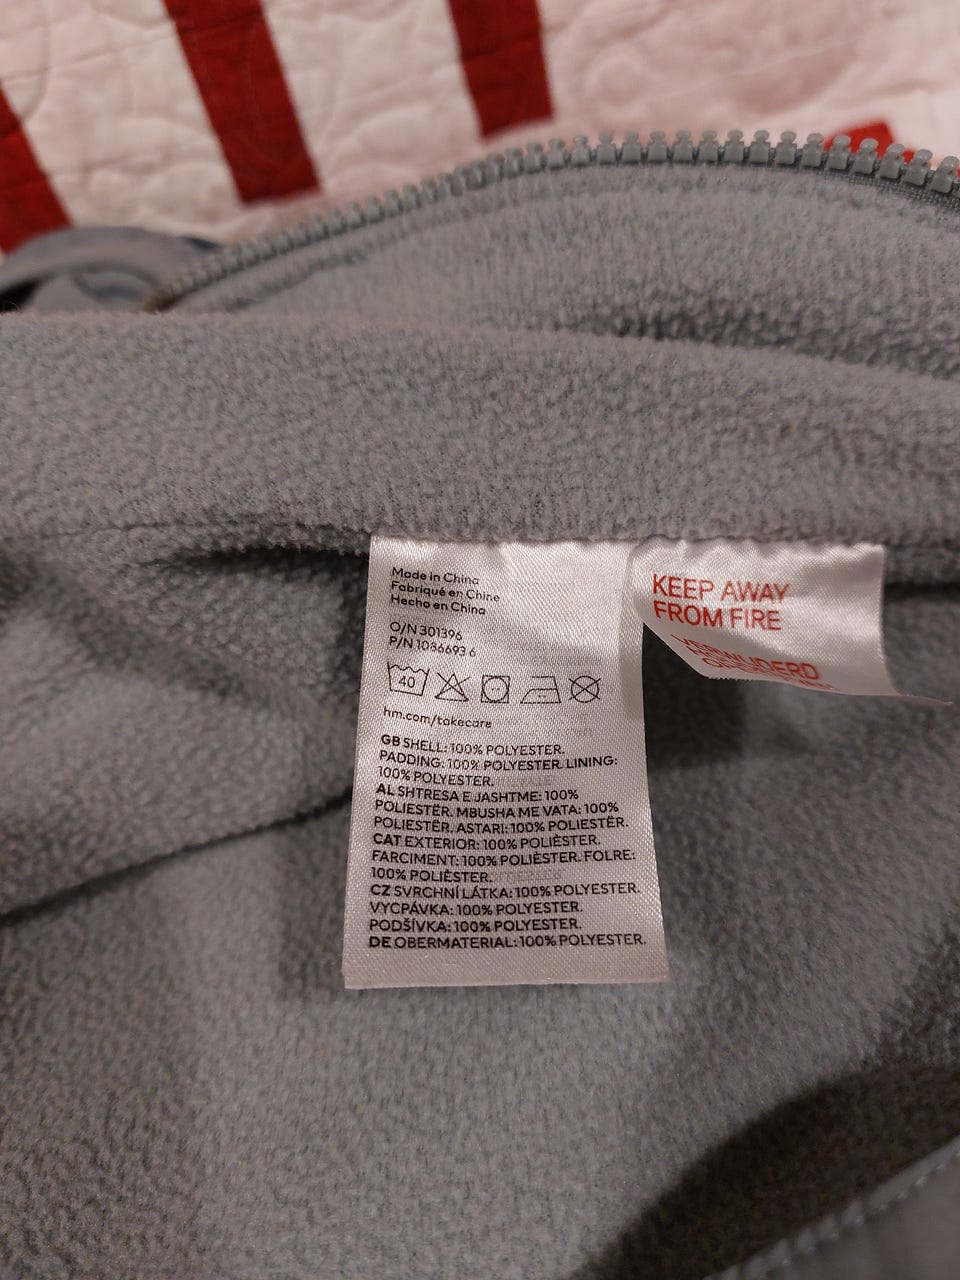 Made in China
Fabriqué en Chine
Hecho en China
O/N 301396
P/N 1036693 6
40
hm.com/takecare
GB SHELL: 100% POLYESTER.
PADDING: 100% POLYESTER. LINING:
100% POLYESTER.
AL SHTRESA E JASHTME: 100%
POLIESTËR. MBUSHA ME VATA: 100%
POLIESTËR. ASTARI: 100% POLIESTËR.
CAT EXTERIOR: 100% POLIÈSTER.
FARCIMENT: 100% POLIÈSTER. FOLRE:
100% POLIÈSTER.
CZ SVRCHNÍ LÁTKA: 100% POLYESTER.
VYCPÁVKA: 100% POLYESTER.
PODŠÍVKA: 100% POLYESTER.
DE OBERMATERIAL: 100% POLYESTER.
KEEP AWAY
FROM FIRE
VERWIJDERD